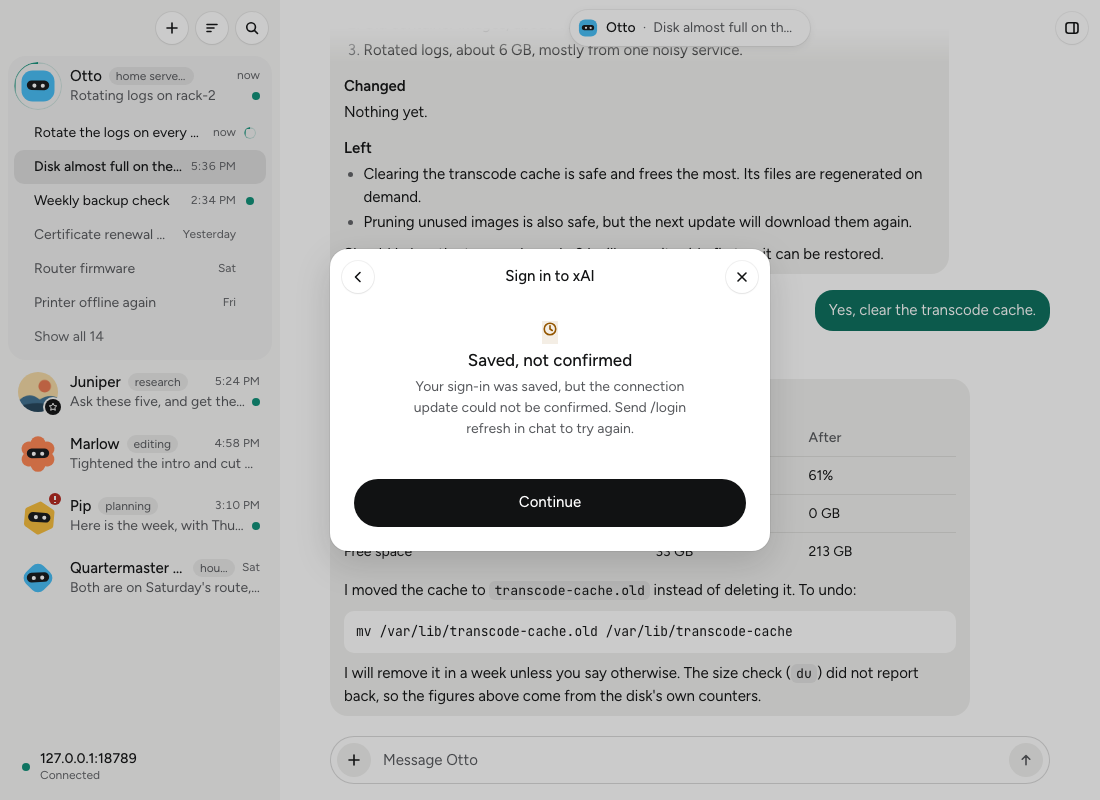 Otto
home serve...
now
Rotating logs on rack-2
Rotate the logs on every ...
now
Disk almost full on the...
5:36 PM
Weekly backup check
2:34 PM
Certificate renewal ...
Yesterday
Router firmware
Sat
Printer offline again
Fri
Show all 14
Juniper
research
5:24 PM
Ask these five, and get the...
Marlow
editing
4:58 PM
Tightened the intro and cut ...
Pip
planning
3:10 PM
Here is the week, with Thu...
Quartermaster ...
hou...
Sat
Both are on Saturday's route,...
127.0.0.1:18789
Connected
Otto · Disk almost full on th...
3. Rotated logs, about 6 GB, mostly from one noisy service.
Changed
Nothing yet.
Left
Clearing the transcode cache is safe and frees the most. Its files are regenerated on
demand.
Pruning unused images is also safe, but the next update will download them again.
it can be restored.
Yes, clear the transcode cache.
Sign in to xAI
Saved, not confirmed
Your sign-in was saved, but the connection
update could not be confirmed. Send /login
refresh in chat to try again.
Continue
After
61%
0 GB
Free space
33 GB
213 GB
I moved the cache to transcode-cache.old instead of deleting it. To undo:
mv /var/lib/transcode-cache.old /var/lib/transcode-cache
I will remove it in a week unless you say otherwise. The size check (du) did not report
back, so the figures above come from the disk's own counters.
Message Otto